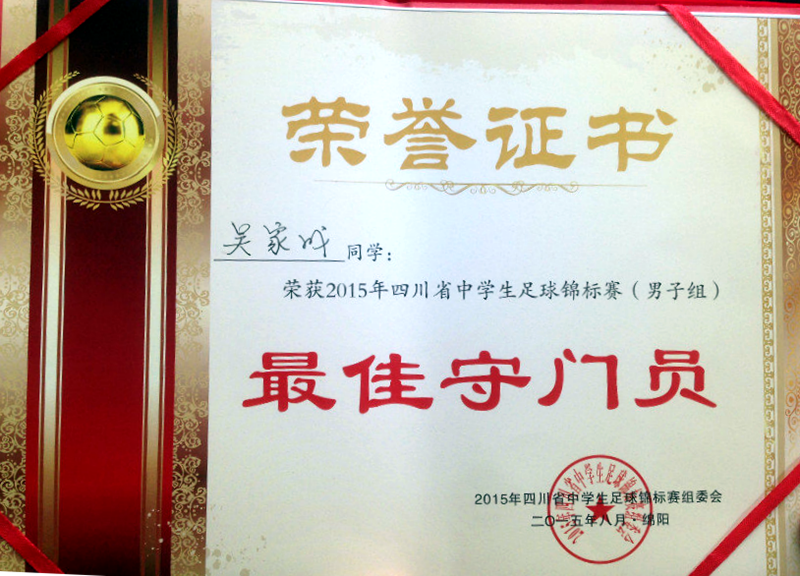 荣誉证书
吴家成同学：
荣获2015年四川省中学生足球锦标赛（男子组）
最佳守门员
2015年四川省中学生足球锦标赛组委会
二〇一五年八月·绵阳